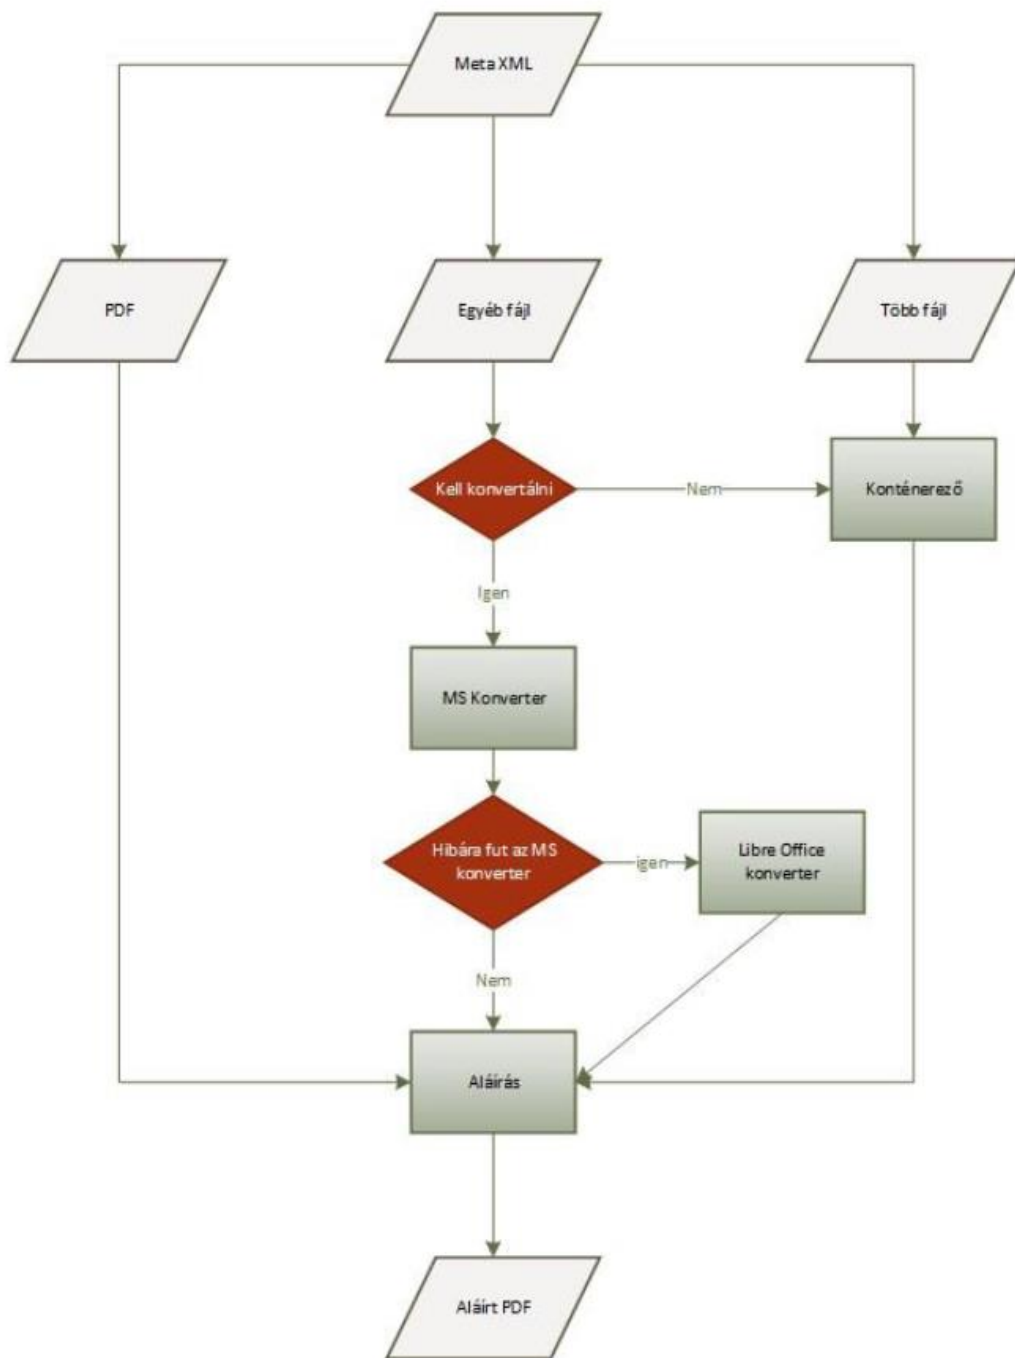 Meta XML
PDF
Egyéb fájl
Több fájl
Kell konvertálni
Nem
Konténerező
Igen
MS Konverter
Hibára fut az MS
konverter
igen
Libre Office
konverter
Nem
Aláírás
Aláírt PDF